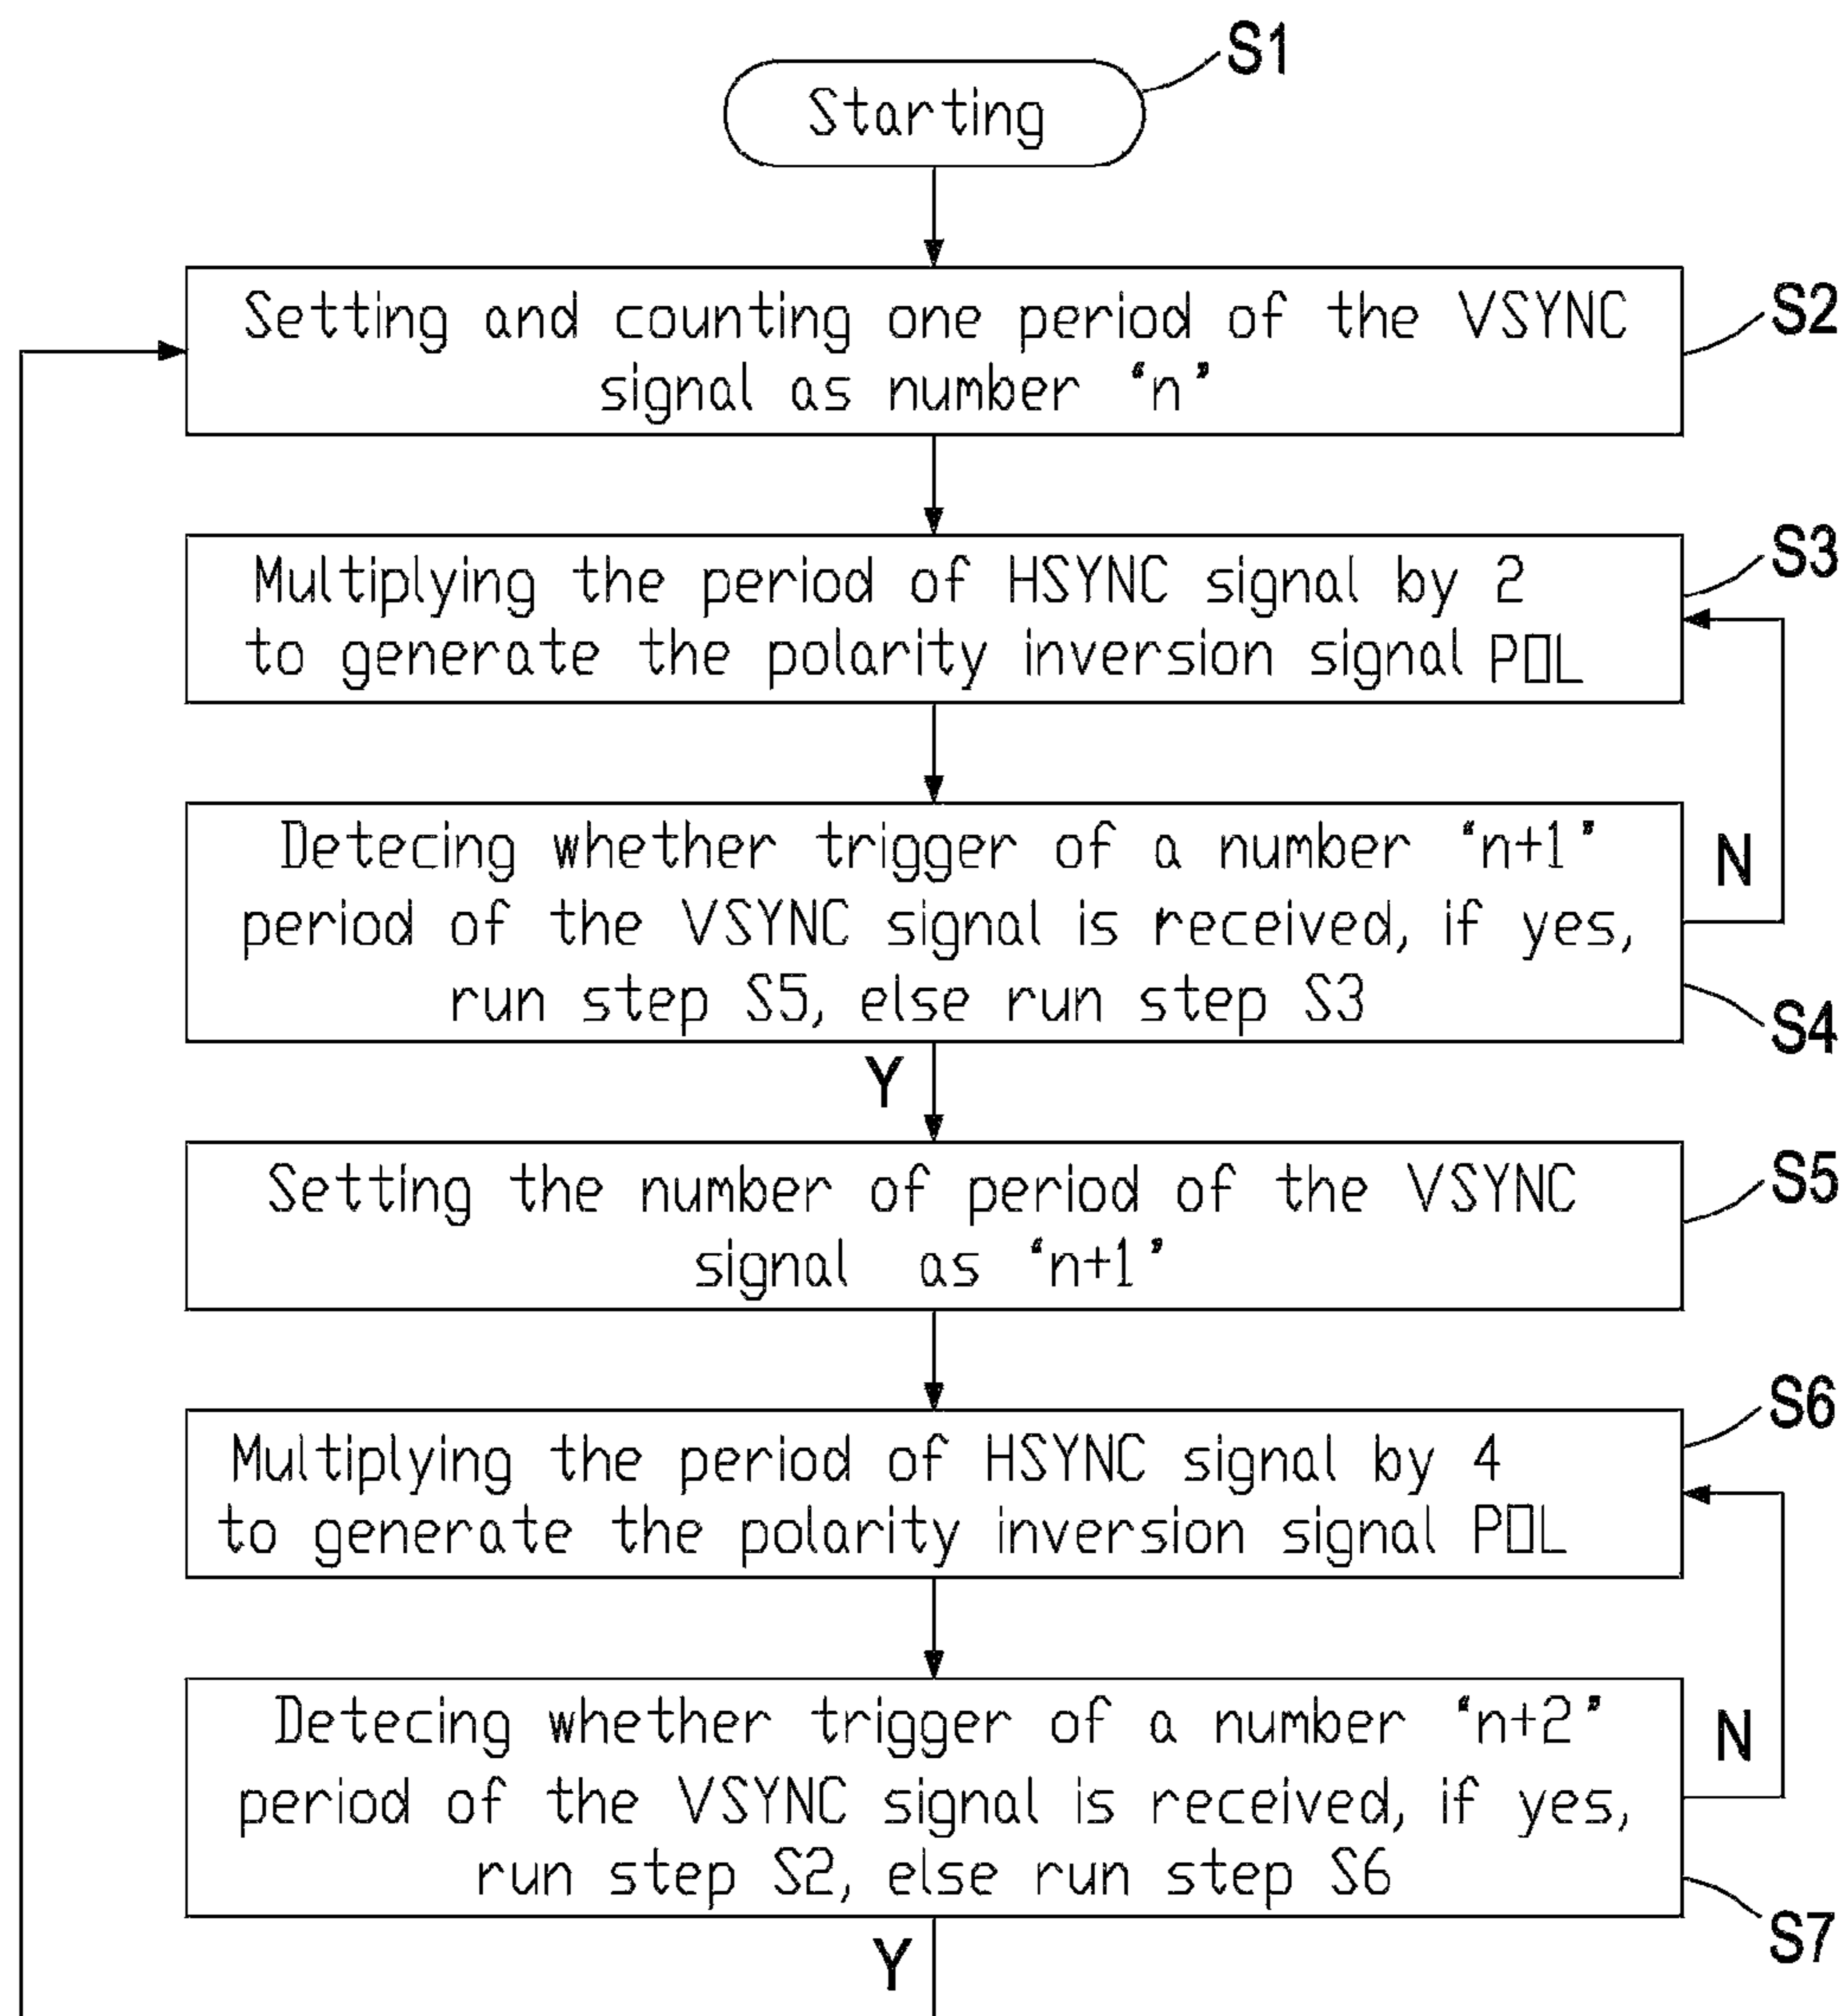 S1
Starting
Setting and counting one period of the VSYNC
signal as number “n”
S2
Multiplying the period of HSYNC signal by 2
to generate the polarity inversion signal POL
S3
Detecing whether trigger of a number “n+1”
period of the VSYNC signal is received, if yes,
run step S5, else run step S3
N
S4
Y
Setting the number of period of the VSYNC
signal as “n+1”
S5
Multiplying the period of HSYNC signal by 4
to generate the polarity inversion signal POL
S6
Detecing whether trigger of a number “n+2”
period of the VSYNC signal is received, if yes,
run step S2, else run step S6
N
S7
Y